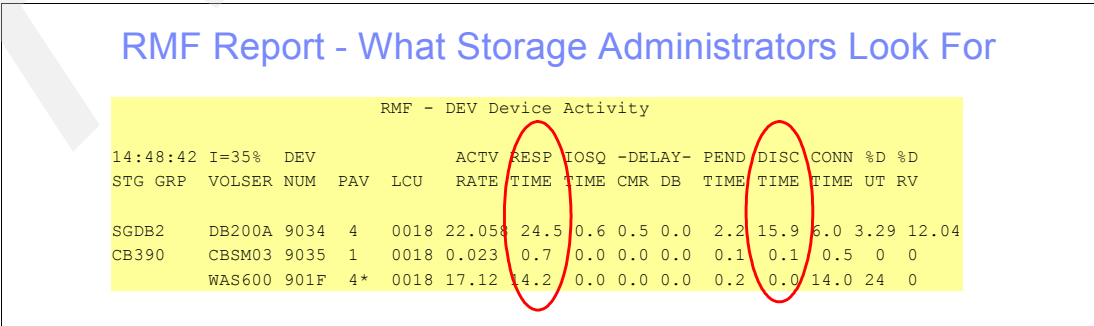 RMF Report - What Storage Administrators Look For
RMF - DEV Device Activity
14:48:42 I=35% DEV ACTV RESP IOSQ -DELAY- PEND DISC CONN %D %D
STG GRP VOLSER NUM PAV LCU RATE TIME TIME CMR DB TIME TIME TIME UT RV
SGDB2 DB200A 9034 4 0018 22.058 24.5 0.6 0.5 0.0 2.2 15.9 6.0 3.29 12.04
CB390 CBSM03 9035 1 0018 0.023 0.7 0.0 0.0 0.0 0.1 0.1 0.5 0 0
WAS600 901F 4* 0018 17.12 14.2 0.0 0.0 0.0 0.2 0.0 14.0 24 0